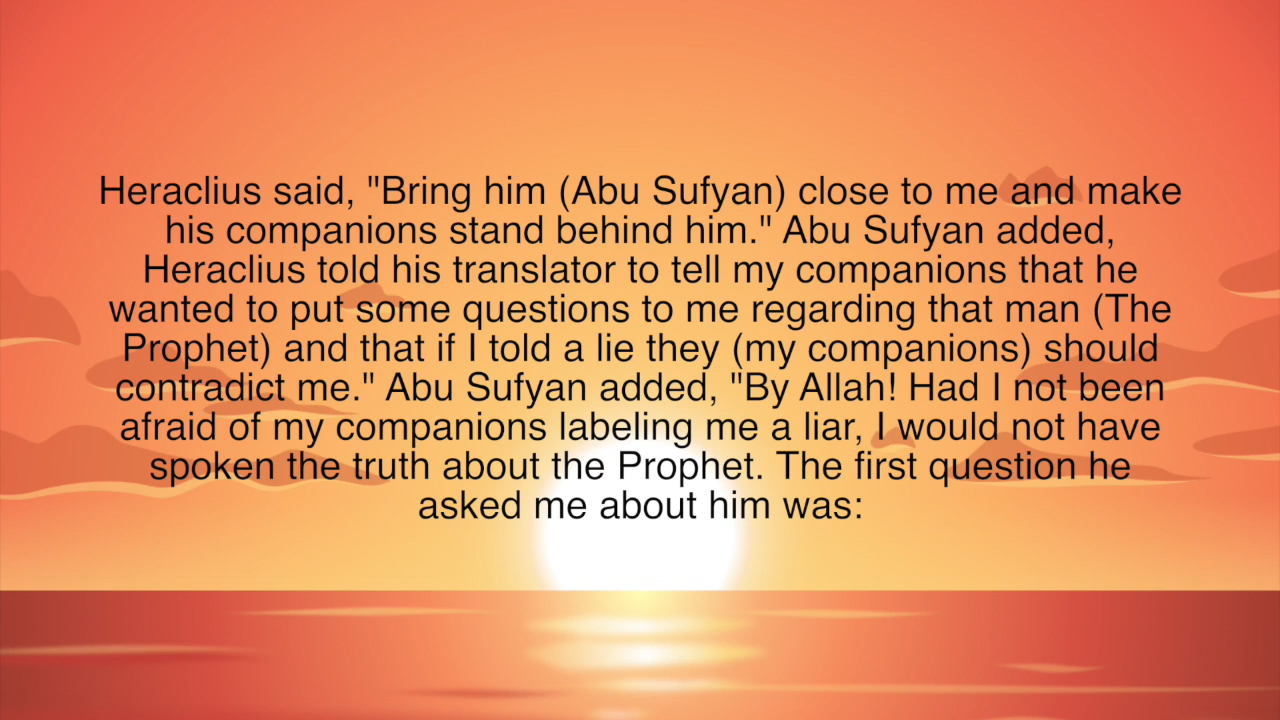 Heraclius said, "Bring him (Abu Sufyan) close to me and make
his companions stand behind him." Abu Sufyan added,
Heraclius told his translator to tell my companions that he
wanted to put some questions to me regarding that man (The
Prophet) and that if I told a lie they (my companions) should
contradict me." Abu Sufyan added, "By Allah! Had I not been
afraid of my companions labeling me a liar, I would not have
spoken the truth about the Prophet. The first question he
asked me about him was: